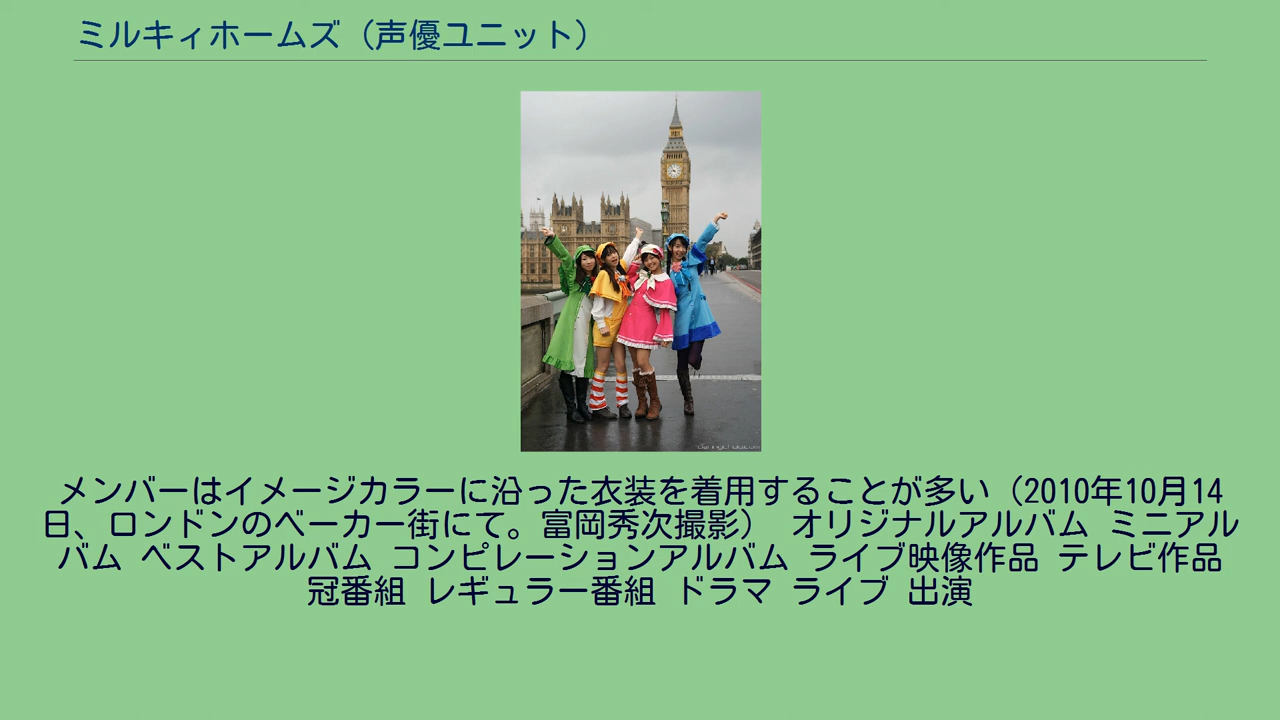 ミルキィホームズ（声優ユニット）
メンバーはイメージカラーに沿った衣装を着用することが多い（2010年10月14
日、ロンドンのベーカー街にて。富岡秀次撮影） オリジナルアルバム ミニアル
バム ベストアルバム コンピレーションアルバム ライブ映像作品 テレビ作品
冠番組 レギュラー番組 ドラマ ライブ 出演